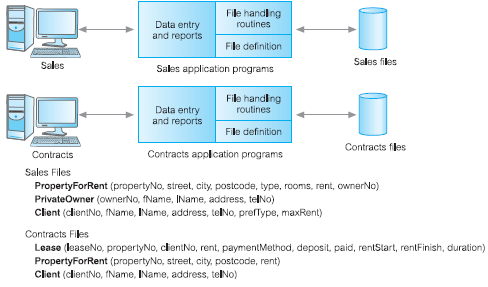 Data entry
and reports
File handling
routines
File definition
Sales
Sales application programs
Sales files
Data entry
and reports
File handling
routines
File definition
Contracts
Contracts application programs
Contracts files
Sales Files
PropertyForRent (propertyNo, street, city, postcode, type, rooms, rent, ownerNo)
PrivateOwner (ownerNo, fName, lName, address, telNo)
Client (clientNo, fName, lName, address, telNo, prefType, maxRent)
Contracts Files
Lease (leaseNo, propertyNo, clientNo, rent, paymentMethod, deposit, paid, rentStart, rentFinish, duration)
PropertyForRent (propertyNo, street, city, postcode, rent)
Client (clientNo, fName, lName, address, telNo)